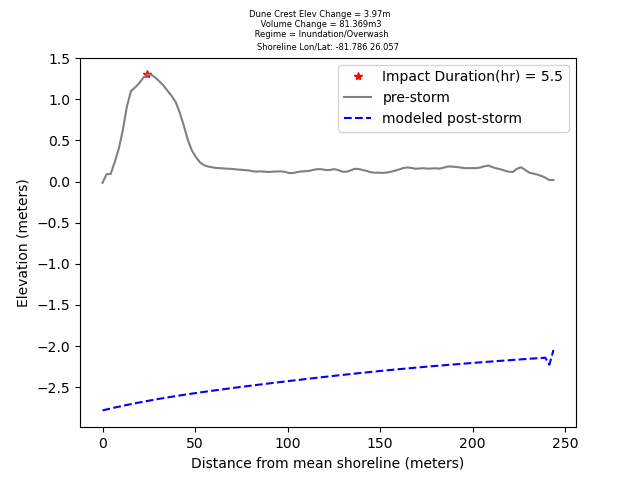 Dune Crest Elev Change = 3.97m
Volume Change = 81.369m3
Regime = Inundation/Overwash
Shoreline Lon/Lat: -81.786 26.057
Impact Duration(hr) = 5.5
pre-storm
modeled post-storm
1.5
1.0
0.5
0.0
−0.5
−1.0
−1.5
−2.0
−2.5
Elevation (meters)
0 50 100 150 200 250
Distance from mean shoreline (meters)